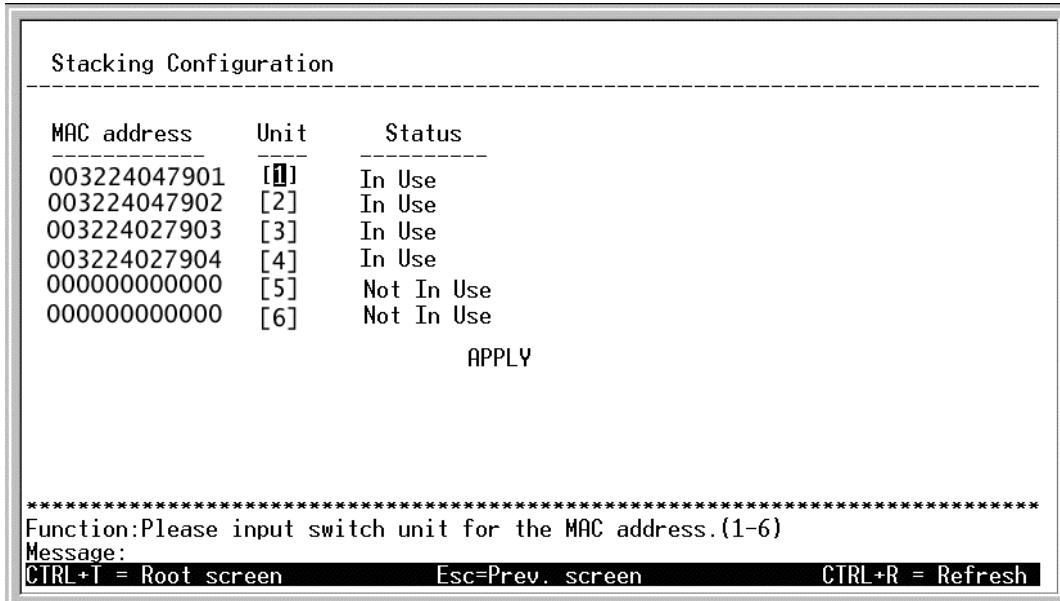 Stacking Configuration
MAC address Unit Status
003224047901 [1] In Use
003224047902 [2] In Use
003224027903 [3] In Use
003224027904 [4] In Use
000000000000 [5] Not In Use
000000000000 [6] Not In Use
APPLY
*******************************************************************************
Function:Please input switch unit for the MAC address.(1-6)
Message:
CTRL+T = Root screen Esc=Prev. screen CTRL+R = Refresh